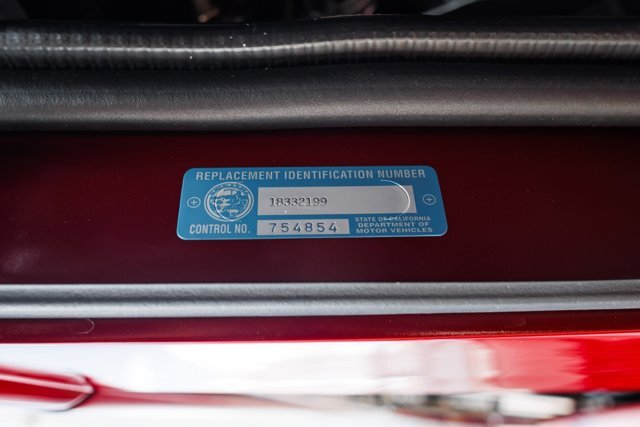 REPLACEMENT IDENTIFICATION NUMBER
18332199
CONTROL NO. 754854
STATE OF CALIFORNIA
DEPARTMENT OF
MOTOR VEHICLES